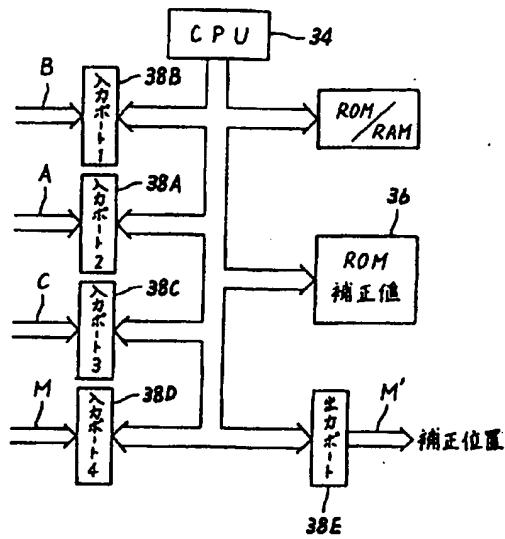 CPU
34
B
38B
入力ポート1
ROM/RAM
A
38A
入力ポート2
36
ROM
補正値
C
38C
入力ポート3
M
38D
入力ポート4
出力ポート
M'
補正位置
38E